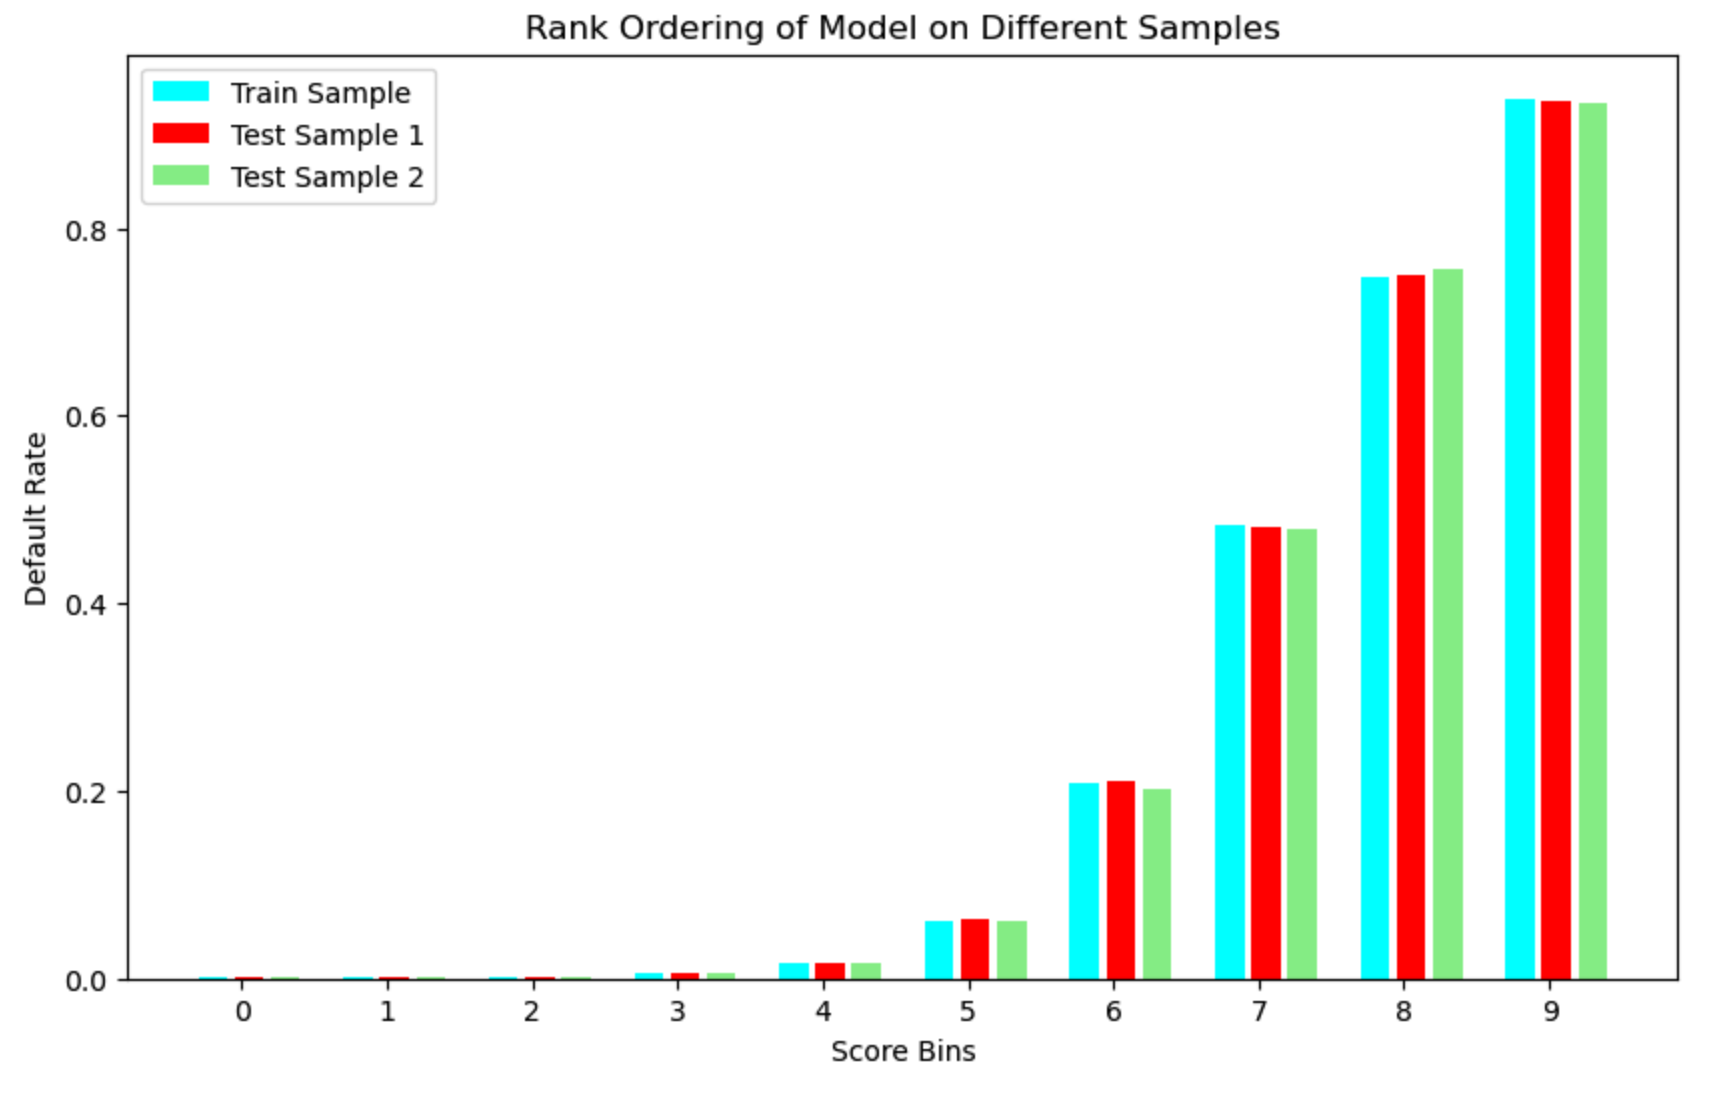 Rank Ordering of Model on Different Samples
Train Sample
Test Sample 1
Test Sample 2
Default Rate
0.8
0.6
0.4
0.2
0.0
0 1 2 3 4 5 6 7 8 9
Score Bins